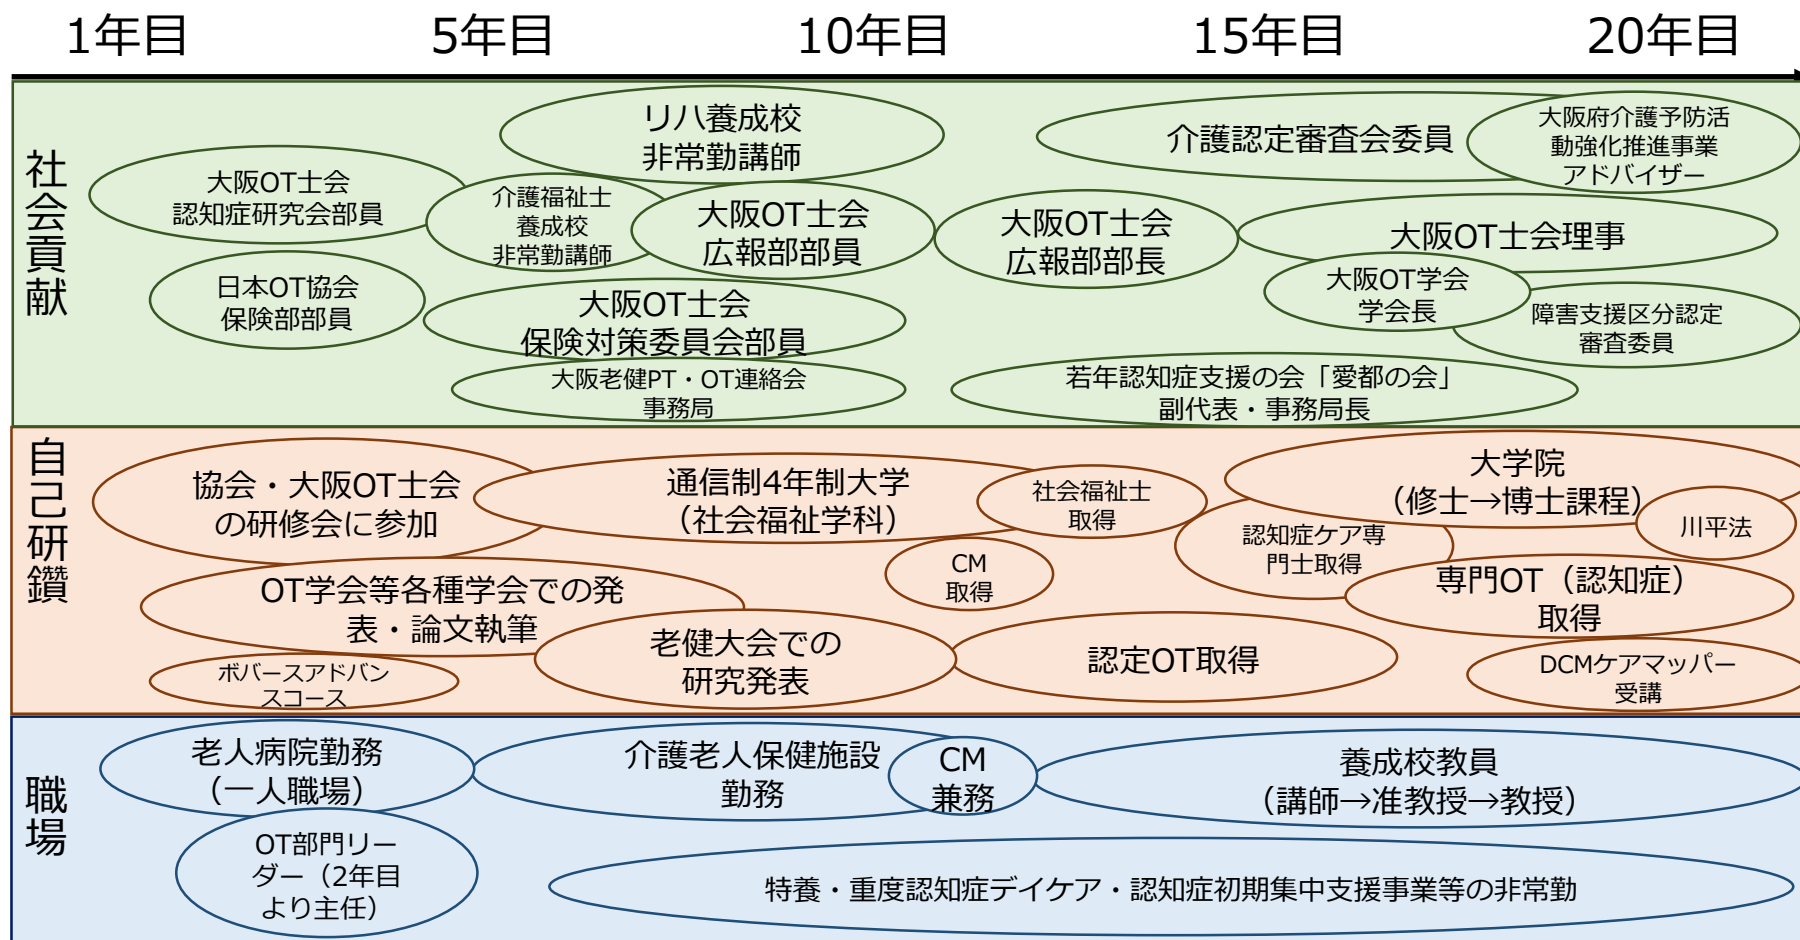 1年目
5年目
10年目
15年目
20年目
社会貢献
リハ養成校
非常勤講師
介護認定審査会委員
大阪府介護予防活
動強化推進事業
アドバイザー
大阪OT士会
認知症研究会部員
介護福祉士
養成校
非常勤講師
大阪OT士会
広報部部員
大阪OT士会
広報部部長
大阪OT士会理事
日本OT協会
保険部部員
大阪OT士会
保険対策委員会部員
大阪OT学会
学会長
障害支援区分認定
審査委員
大阪老健PT・OT連絡会
事務局
若年認知症支援の会「愛都の会」
副代表・事務局長
自己研鑽
協会・大阪OT士会
の研修会に参加
通信制4年制大学
（社会福祉学科）
社会福祉士
取得
大学院
（修士→博士課程）
川平法
CM
取得
認知症ケア専
門士取得
OT学会等各種学会での発
表・論文執筆
専門OT（認知症）
取得
老健大会での
研究発表
認定OT取得
ボバースアドバン
スコース
DCMケアマッパー
受講
職場
老人病院勤務
（一人職場）
介護老人保健施設
勤務
CM
兼務
養成校教員
（講師→准教授→教授）
OT部門リー
ダー（2年目
より主任）
特養・重度認知症デイケア・認知症初期集中支援事業等の非常勤